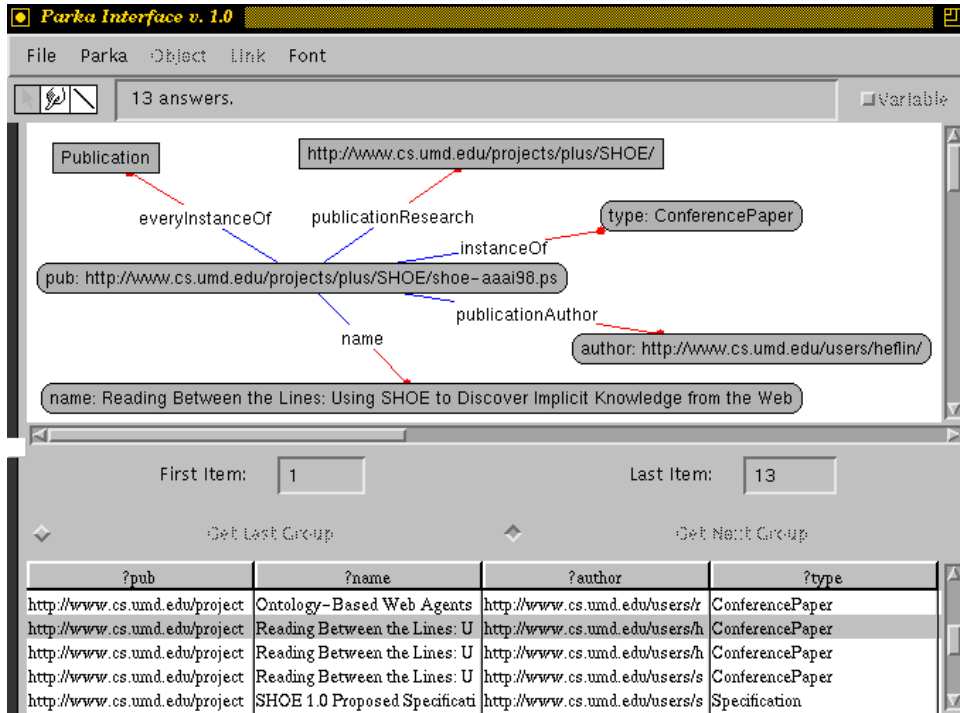 Parka Interface v. 1.0
File Parka Object Link Font
13 answers.
Variable
Publication
http://www.cs.umd.edu/projects/plus/SHOE/
everyInstanceOf
publicationResearch
type: ConferencePaper
instanceOf
pub: http://www.cs.umd.edu/projects/plus/SHOE/shoe-aaai98.ps
publicationAuthor
name
author: http://www.cs.umd.edu/users/heflin/
name: Reading Between the Lines: Using SHOE to Discover Implicit Knowledge from the Web
First Item: 1 Last Item: 13
Get Last Group Get Next Group
?pub ?name ?author ?type
http://www.cs.umd.edu/project Ontology-Based Web Agents http://www.cs.umd.edu/users/r ConferencePaper
http://www.cs.umd.edu/project Reading Between the Lines: U http://www.cs.umd.edu/users/h ConferencePaper
http://www.cs.umd.edu/project Reading Between the Lines: U http://www.cs.umd.edu/users/h ConferencePaper
http://www.cs.umd.edu/project Reading Between the Lines: U http://www.cs.umd.edu/users/s ConferencePaper
http://www.cs.umd.edu/project SHOE 1.0 Proposed Specificati http://www.cs.umd.edu/users/s Specification